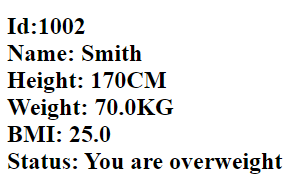 Id:1002
Name: Smith
Height: 170CM
Weight: 70.0KG
BMI: 25.0
Status: You are overweight